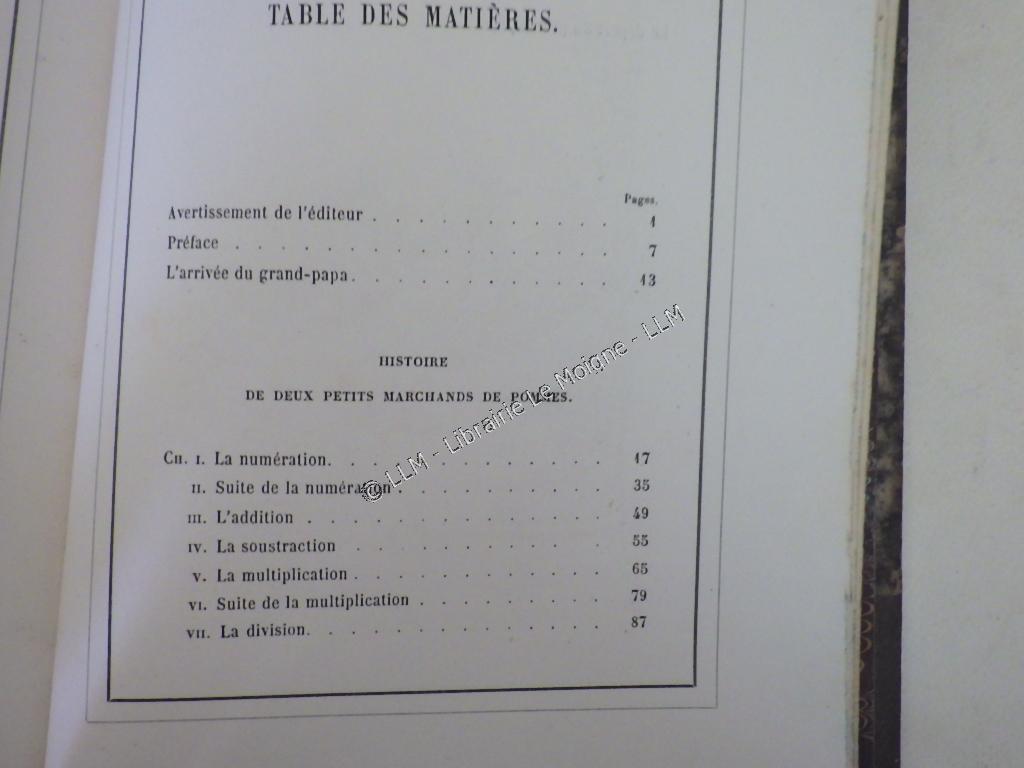 TABLE DES MATIÈRES.
Pages.
Avertissement de l'éditeur . . . . . . . . . . . 1
Préface . . . . . . . . . . . . . . . . 7
L'arrivée du grand-papa. . . . . . . . . . . . 13
HISTOIRE
DE DEUX PETITS MARCHANDS DE POMMES.
CH. I. La numération. . . . . . . . . . . . . 17
II. Suite de la numération . . . . . . . . . . 35
III. L'addition . . . . . . . . . . . . . . 49
IV. La soustraction . . . . . . . . . . . 55
V. La multiplication . . . . . . . . . . . . 65
VI. Suite de la multiplication . . . . . . . . . 79
VII. La division. . . . . . . . . . . . . . 87
© LLM - Librairie Le Moigne - LLM